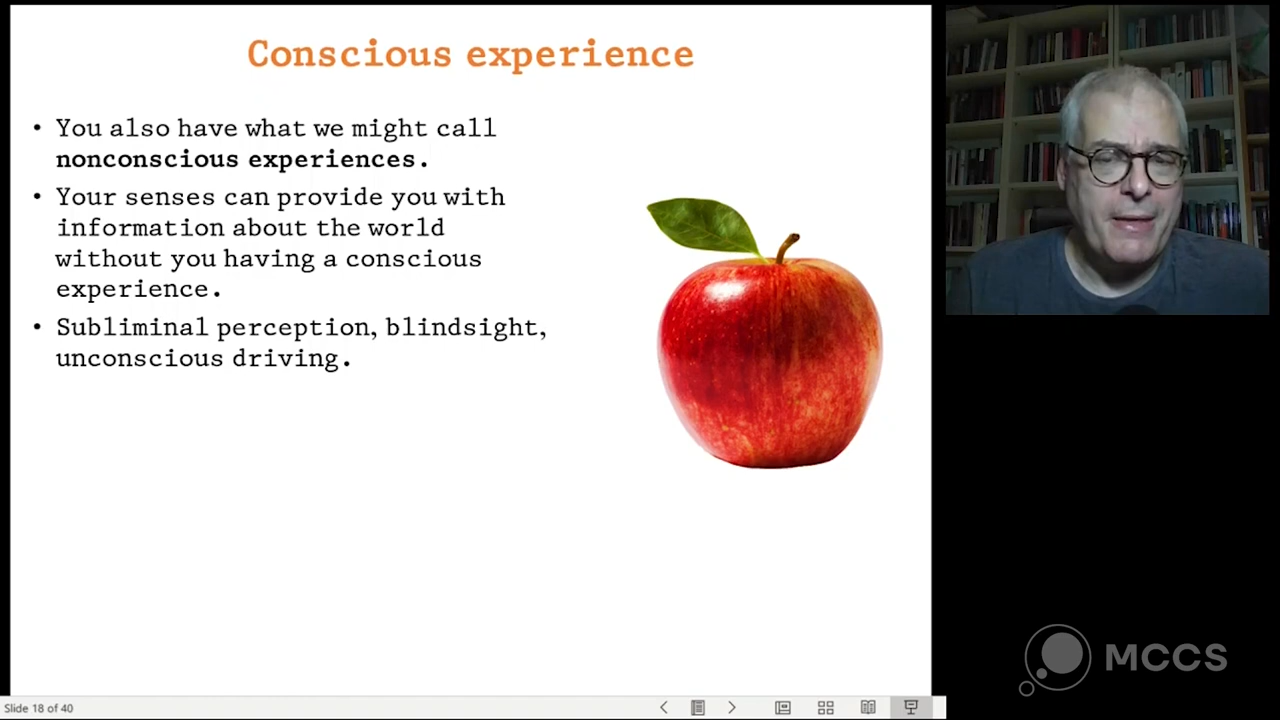 Conscious experience
• You also have what we might call
nonconscious experiences.
• Your senses can provide you with
information about the world
without you having a conscious
experience.
• Subliminal perception, blindsight,
unconscious driving.
MCCS
Slide 18 of 40